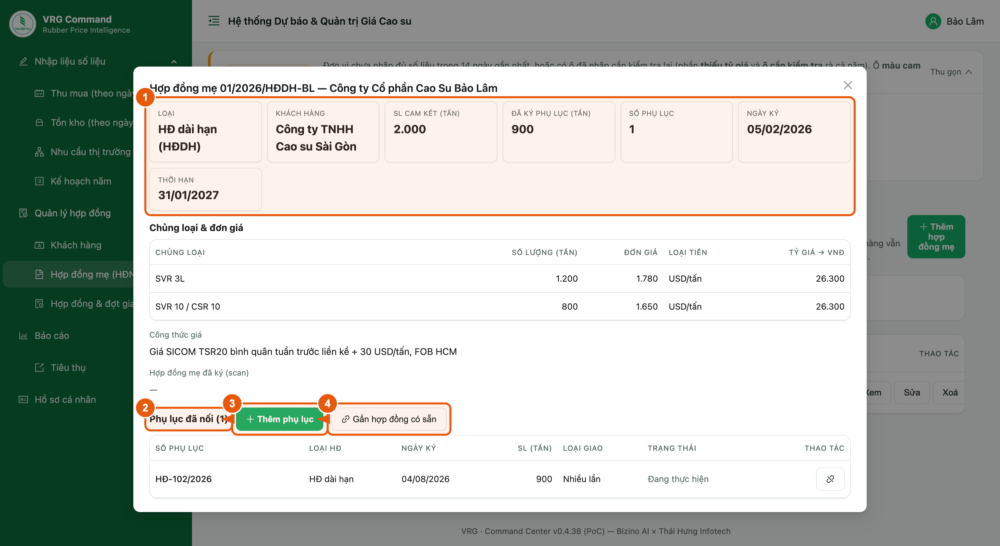 VRG Command
Rubber Price Intelligence
Hệ thống Dự báo & Quản trị Giá Cao su
Bảo Lâm
Nhập liệu số liệu
Thu mua (theo ngày
Tồn kho (theo ngày
Nhu cầu thị trường
Kế hoạch năm
Quản lý hợp đồng
Khách hàng
Hợp đồng mẹ (HĐN
Hợp đồng & đợt gia
Báo cáo
Tiêu thụ
Hồ sơ cá nhân
Đơn vị chưa nhập đủ số liệu trong 14 ngày gần nhất, hoặc có ô đã nhập cần kiểm tra lại (phần thiếu tỷ giá và ô cần kiểm tra rà cả năm). Ô màu cam
Thu gọn
Hợp đồng mẹ 01/2026/HĐDH-BL — Công ty Cổ phần Cao Su Bảo Lâm
1
LOẠI
HĐ dài hạn
(HĐDH)
KHÁCH HÀNG
Công ty TNHH
Cao su Sài Gòn
SL CAM KẾT (TẤN)
2.000
ĐÃ KÝ PHỤ LỤC (TẤN)
900
SỐ PHỤ LỤC
1
NGÀY KÝ
05/02/2026
THỜI HẠN
31/01/2027
Chủng loại & đơn giá
CHỦNG LOẠI SỐ LƯỢNG (TẤN) ĐƠN GIÁ LOẠI TIỀN TỶ GIÁ → VNĐ
SVR 3L 1.200 1.780 USD/tấn 26.300
SVR 10 / CSR 10 800 1.650 USD/tấn 26.300
Công thức giá
Giá SICOM TSR20 bình quân tuần trước liền kề + 30 USD/tấn, FOB HCM
Hợp đồng mẹ đã ký (scan)
—
2 3 4
Phụ lục đã nối (1) + Thêm phụ lục Gắn hợp đồng có sẵn
SỐ PHỤ LỤC LOẠI HĐ NGÀY KÝ SL (TẤN) LOẠI GIAO TRẠNG THÁI THAO TÁC
HĐ-102/2026 HĐ dài hạn 04/08/2026 900 Nhiều lần Đang thực hiện
+ Thêm
hợp
đồng mẹ
hàng vẫn
THAO TÁC
Xem Sửa Xoá
VRG · Command Center v0.4.38 (PoC) — Bizino AI × Thái Hưng Infotech